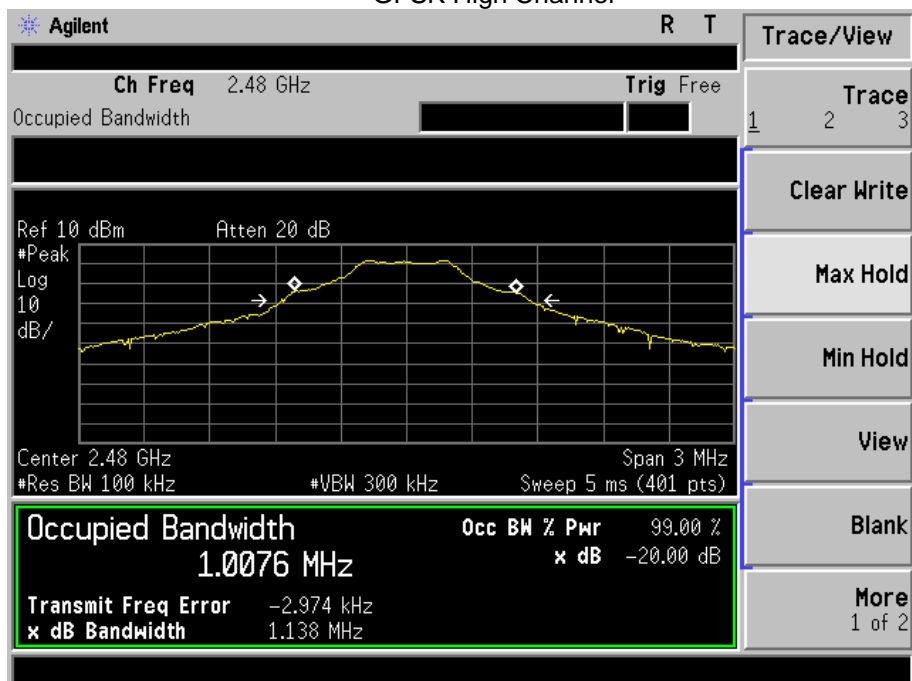 Agilent R T Trace/View
Ch Freq 2.48 GHz Trig Free
Occupied Bandwidth
Trace
1 2 3
Clear Write
Ref 10 dBm Atten 20 dB
#Peak
Log
10
dB/
Max Hold
Min Hold
View
Center 2.48 GHz Span 3 MHz
#Res BW 100 kHz #VBW 300 kHz Sweep 5 ms (401 pts)
Occupied Bandwidth Occ BW % Pwr 99.00 %
1.0076 MHz x dB -20.00 dB
Blank
Transmit Freq Error -2.974 kHz
x dB Bandwidth 1.138 MHz
More
1 of 2